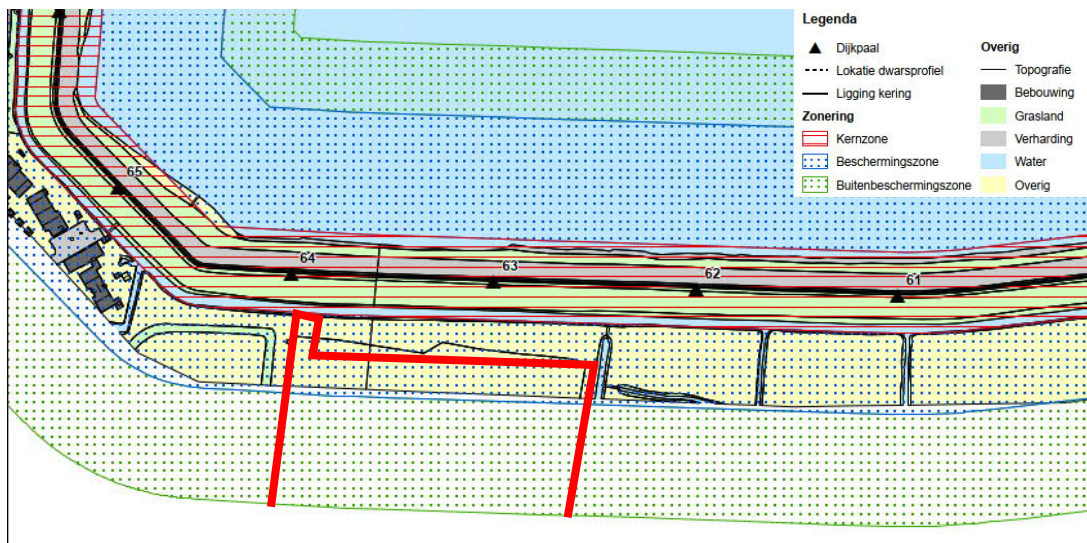 Legenda
Dijkpaal
Lokatie dwarsprofiel
Ligging kering
Zonering
Kernzone
Beschermingszone
Buitenbeschermingszone
Overig
Topografie
Bebouwing
Grasland
Verharding
Water
Overig
65
64
63
62
61